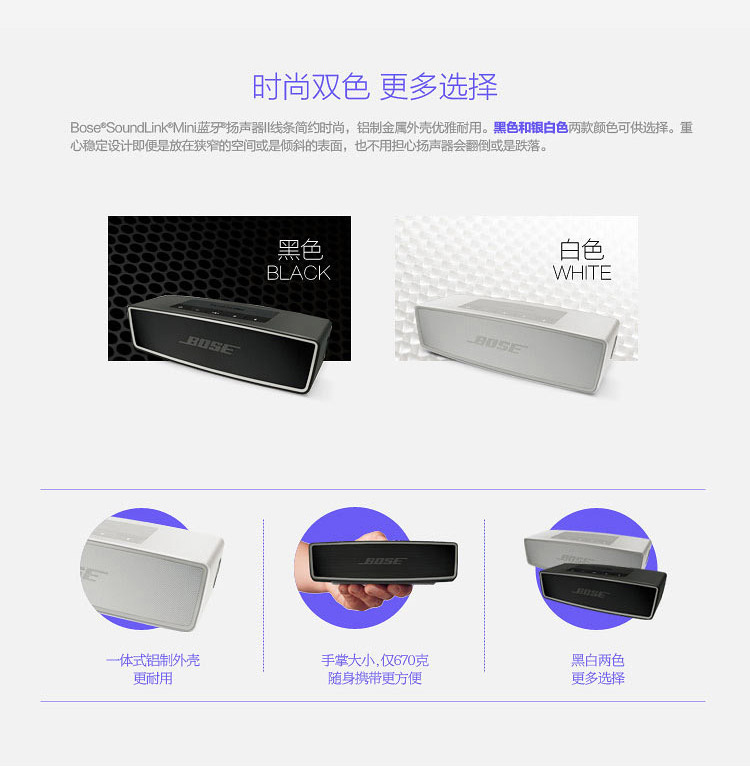 时尚双色 更多选择
Bose®SoundLink®Mini蓝牙®扬声器II线条简约时尚，铝制金属外壳优雅耐用。黑色和银白色两款颜色可供选择。重
心稳定设计即便是放在狭窄的空间或是倾斜的表面，也不用担心扬声器会翻倒或是跌落。
黑色
BLACK
BOSE
白色
WHITE
BOSE
BOSE
BOSE
BOSE
一体式铝制外壳
更耐用
手掌大小,仅670克
随身携带更方便
黑白两色
更多选择